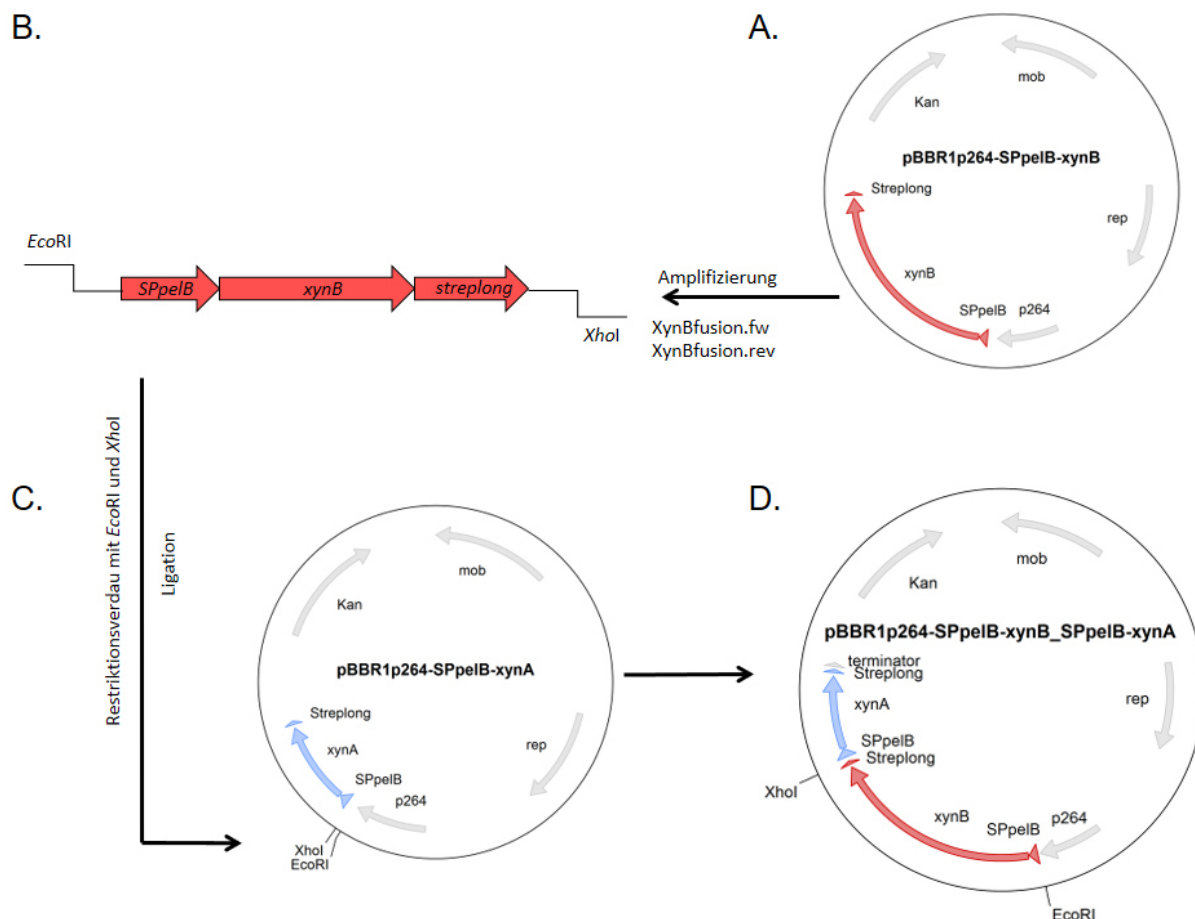 B.
EcoRI
SPpelB
xynB
streplong
XhoI
Amplifizierung
XynBfusion.fw
XynBfusion.rev
A.
mob
Kan
pBBR1p264-SPpelB-xynB
Streplong
rep
xynB
SPpelB
p264
Restriktionsverdau mit EcoRI und XhoI
Ligation
C.
mob
Kan
pBBR1p264-SPpelB-xynA
Streplong
xynA
rep
SPpelB
p264
XhoI
EcoRI
D.
mob
Kan
pBBR1p264-SPpelB-xynB_SPpelB-xynA
terminator
Streplong
xynA
rep
SPpelB
Streplong
XhoI
xynB
SPpelB
p264
EcoRI